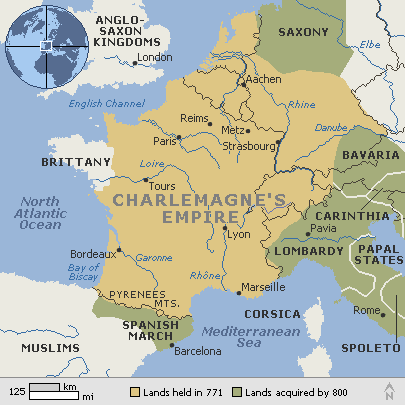 ANGLO-
SAXON
KINGDOMS
London
SAXONY
Elbe
Aachen
English Channel
Rhine
Reims
Danube
Paris
Metz
Strasbourg
BRITTANY
Loire
BAVARIA
Tours
CHARLEMAGNE'S
EMPIRE
North
Atlantic
Ocean
CARINTHIA
Lyon
Pavia
LOMBARDY
PAPAL
STATES
Bordeaux
Garonne
Bay of
Biscay
Rhône
Marseille
PYRENEES
MTS.
CORSICA
Rome
SPANISH
MARCH
Mediterranean
Sea
MUSLIMS
Barcelona
SPOLETO
125
km
mi
Lands held in 771
Lands acquired by 800
N